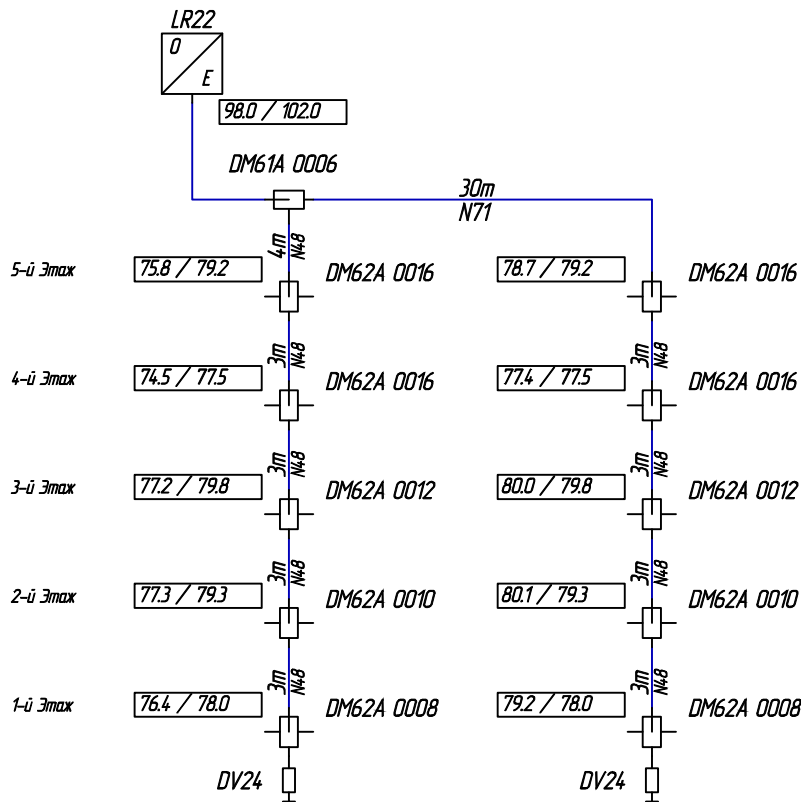 LR22
O
E
98.0 / 102.0
DM61A 0006
30m
N71
4m
N48
5-й Этаж
75.8 / 79.2
DM62A 0016
78.7 / 79.2
DM62A 0016
3m
N48
3m
N48
4-й Этаж
74.5 / 77.5
DM62A 0016
77.4 / 77.5
DM62A 0016
3m
N48
3m
N48
3-й Этаж
77.2 / 79.8
DM62A 0012
80.0 / 79.8
DM62A 0012
3m
N48
3m
N48
2-й Этаж
77.3 / 79.3
DM62A 0010
80.1 / 79.3
DM62A 0010
3m
N48
3m
N48
1-й Этаж
76.4 / 78.0
DM62A 0008
79.2 / 78.0
DM62A 0008
DV24
DV24